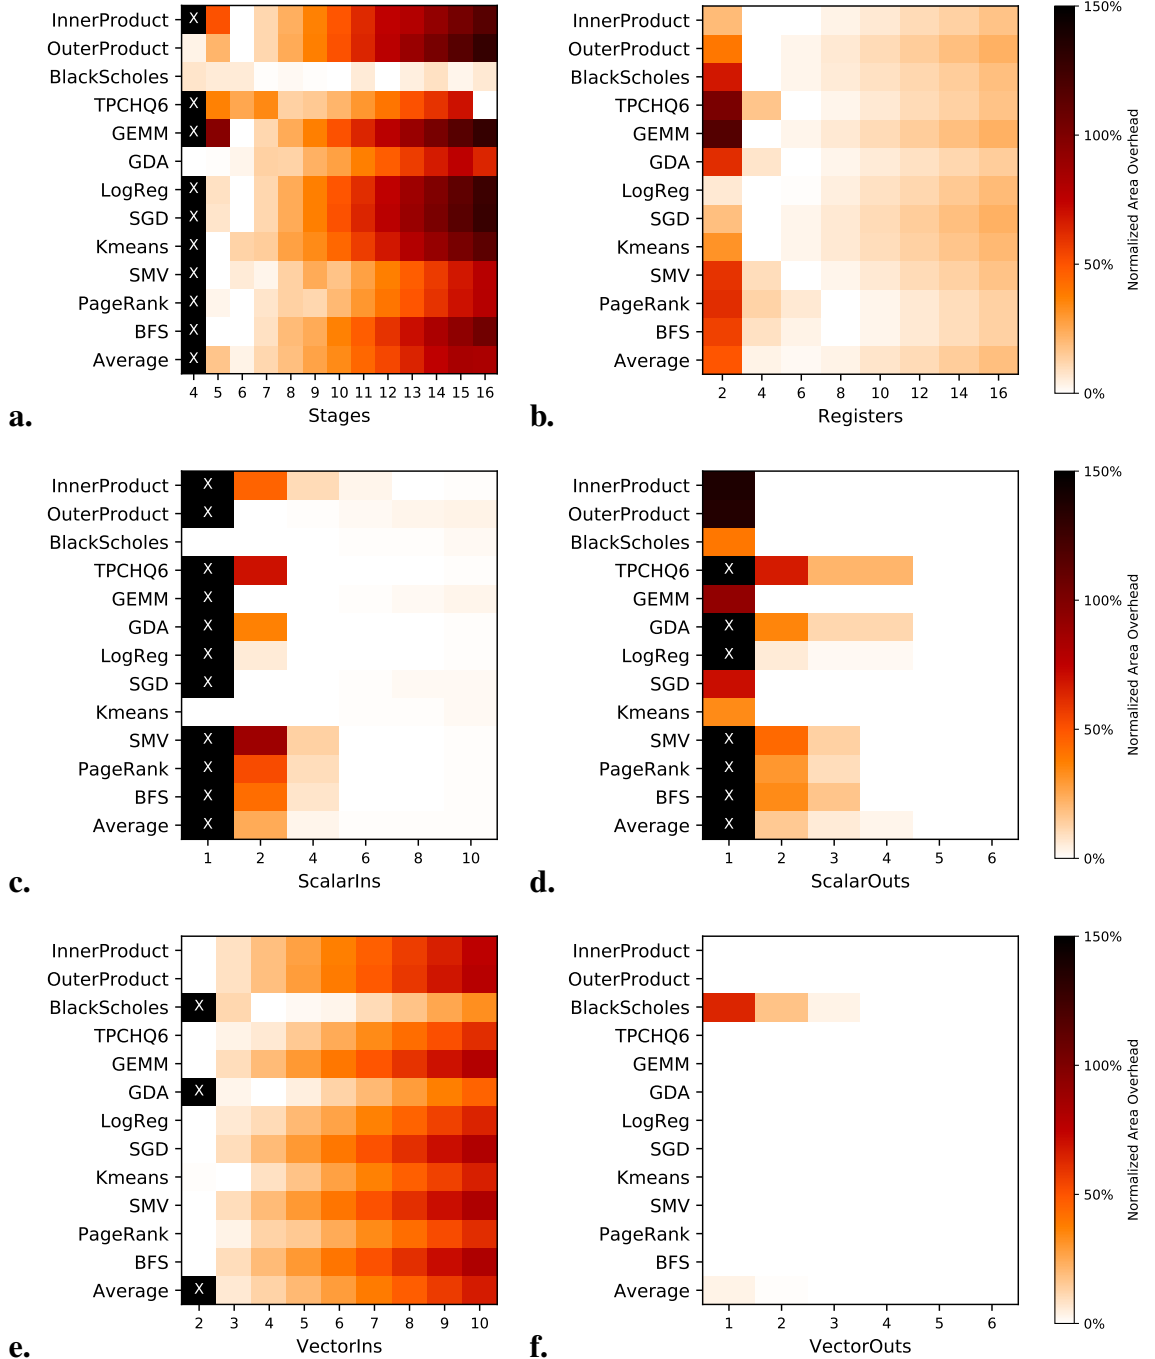 InnerProduct
OuterProduct
BlackScholes
TPCHQ6
GEMM
GDA
LogReg
SGD
Kmeans
SMV
PageRank
BFS
Average
X
X
X
X
X
X
X
X
X
X
X
4 5 6 7 8 9 10 11 12 13 14 15 16
Stages
a.
InnerProduct
OuterProduct
BlackScholes
TPCHQ6
GEMM
GDA
LogReg
SGD
Kmeans
SMV
PageRank
BFS
Average
2 4 6 8 10 12 14 16
Registers
b.
150%
100%
50%
0%
Normalized Area Overhead
InnerProduct
OuterProduct
BlackScholes
TPCHQ6
GEMM
GDA
LogReg
SGD
Kmeans
SMV
PageRank
BFS
Average
X
X
X
X
X
X
X
X
X
X
X
1 2 4 6 8 10
ScalarIns
c.
InnerProduct
OuterProduct
BlackScholes
TPCHQ6
GEMM
GDA
LogReg
SGD
Kmeans
SMV
PageRank
BFS
Average
X
X
X
X
X
X
X
1 2 3 4 5 6
ScalarOuts
d.
150%
100%
50%
0%
Normalized Area Overhead
InnerProduct
OuterProduct
BlackScholes
TPCHQ6
GEMM
GDA
LogReg
SGD
Kmeans
SMV
PageRank
BFS
Average
X
X
X
2 3 4 5 6 7 8 9 10
VectorIns
e.
InnerProduct
OuterProduct
BlackScholes
TPCHQ6
GEMM
GDA
LogReg
SGD
Kmeans
SMV
PageRank
BFS
Average
1 2 3 4 5 6
VectorOuts
f.
150%
100%
50%
0%
Normalized Area Overhead